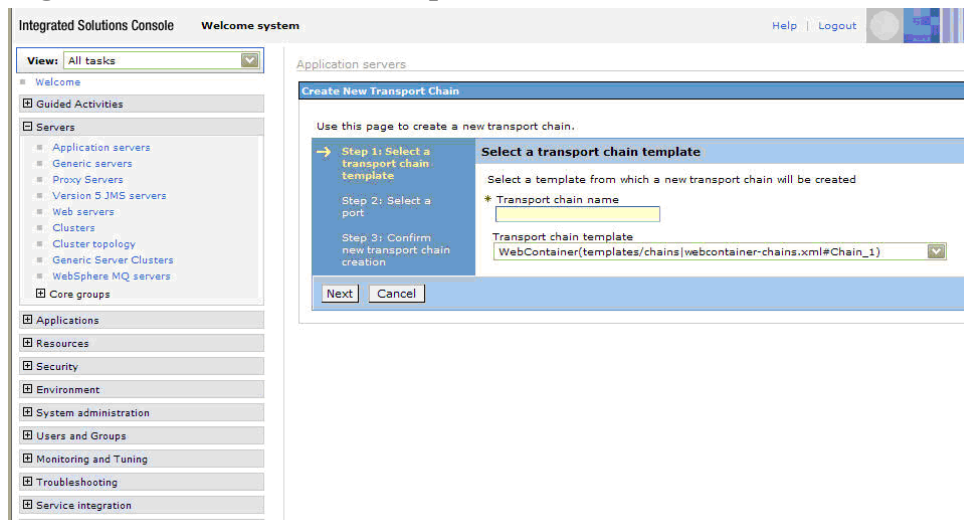 Integrated Solutions Console Welcome system Help | Logout
View: All tasks
Welcome
Guided Activities
Servers
Application servers
Generic servers
Proxy Servers
Version 5 JMS servers
Web servers
Clusters
Cluster topology
Generic Server Clusters
WebSphere MQ servers
Core groups
Applications
Resources
Security
Environment
System administration
Users and Groups
Monitoring and Tuning
Troubleshooting
Service integration
Application servers
Create New Transport Chain
Use this page to create a new transport chain.
Step 1: Select a
transport chain
template
Step 2: Select a
port
Step 3: Confirm
new transport chain
creation
Select a transport chain template
Select a template from which a new transport chain will be created
* Transport chain name
Transport chain template
WebContainer(templates/chains|webcontainer-chains.xml#Chain_1)
Next Cancel